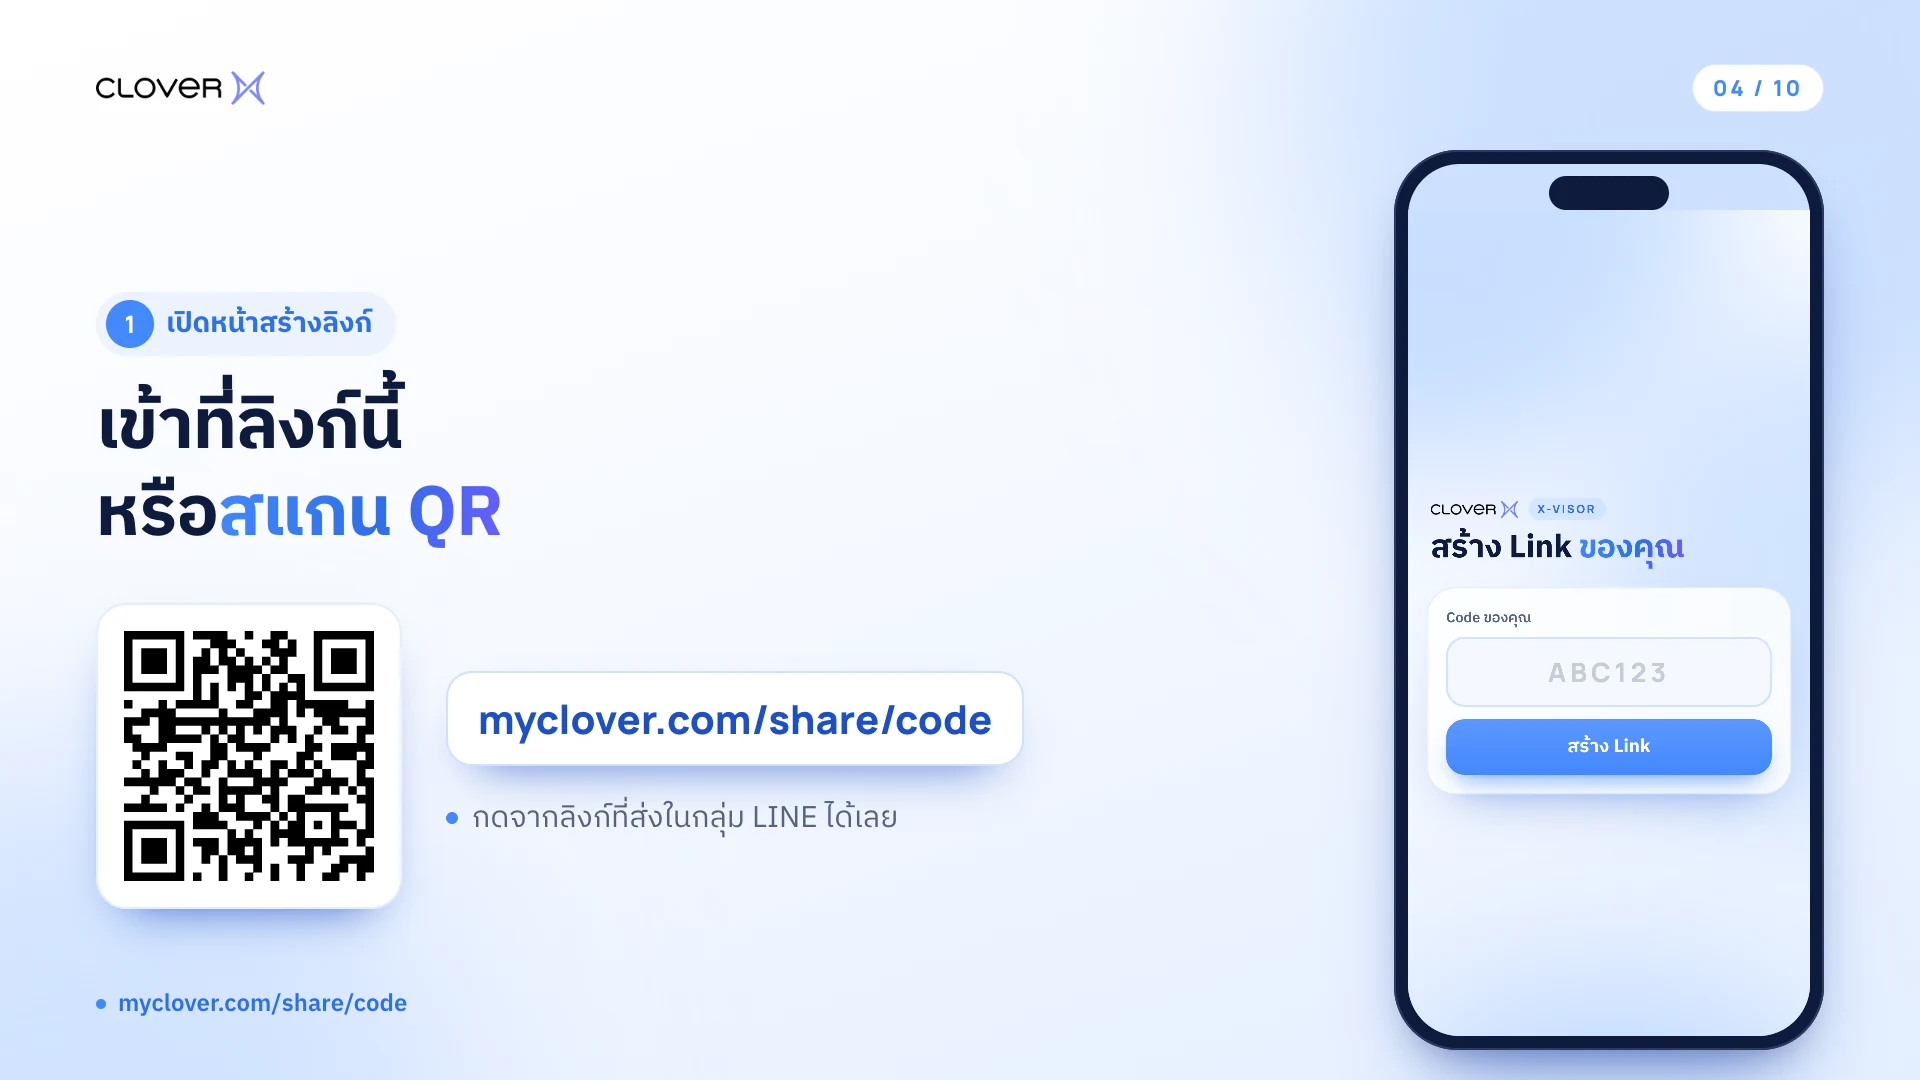 CLOVER X
04 / 10
1 เปิดหน้าสร้างลิงก์
เข้าที่ลิงก์นี้
หรือสแกน QR
myclover.com/share/code
กดจากลิงก์ที่ส่งในกลุ่ม LINE ได้เลย
myclover.com/share/code
CLOVER X X-VISOR
สร้าง Link ของคุณ
Code ของคุณ
ABC123
สร้าง Link